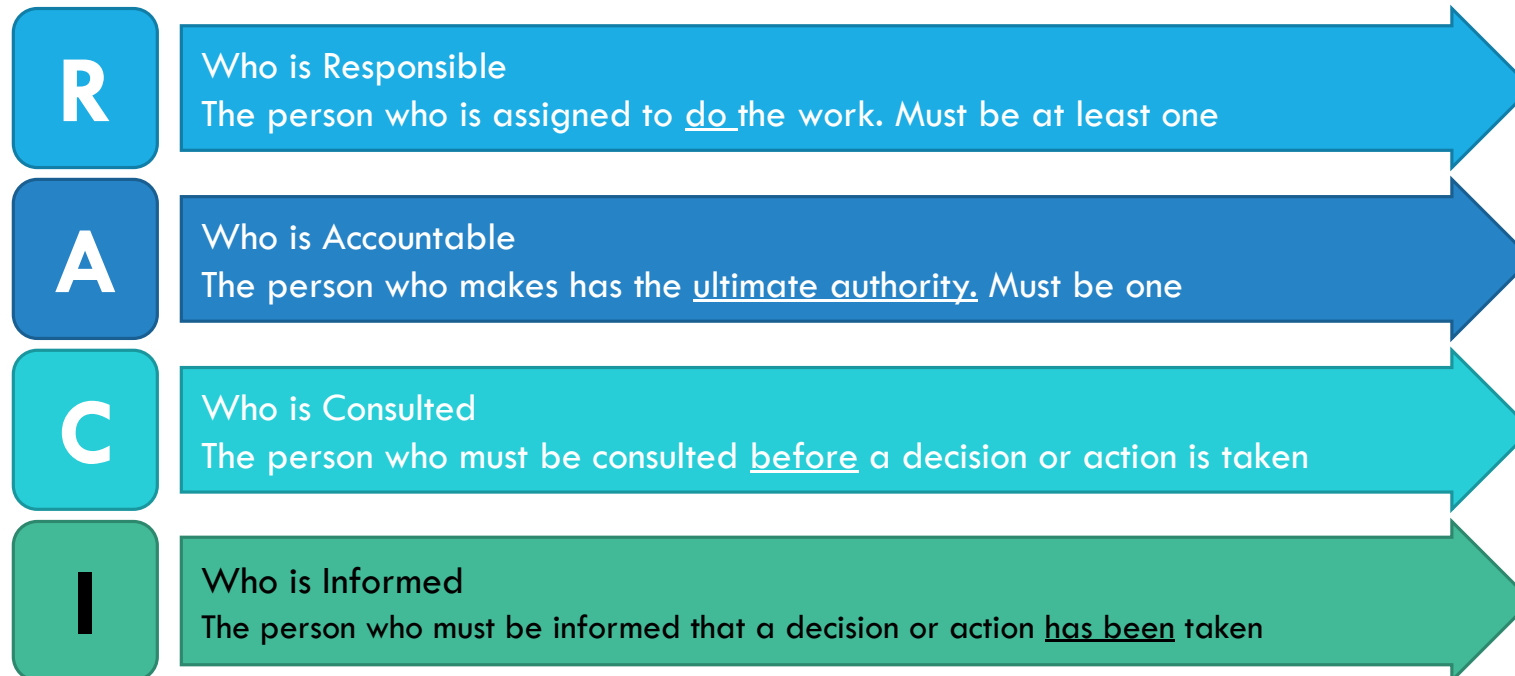 R
Who is Responsible
The person who is assigned to do the work. Must be at least one
A
Who is Accountable
The person who makes has the ultimate authority. Must be one
C
Who is Consulted
The person who must be consulted before a decision or action is taken
I
Who is Informed
The person who must be informed that a decision or action has been taken